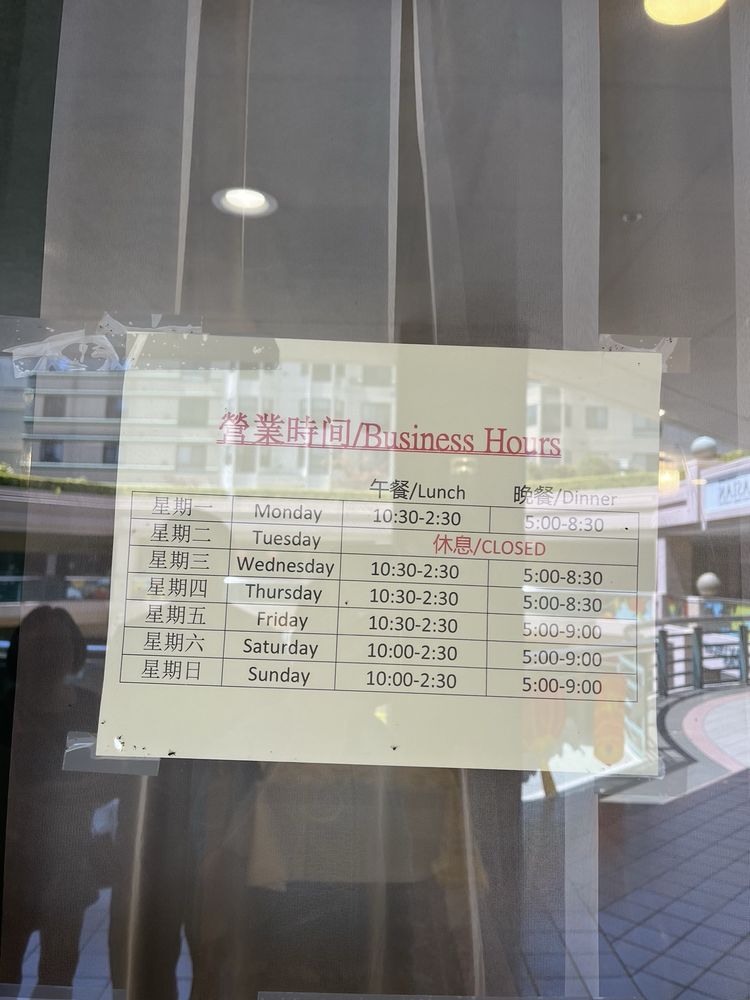 營業時间/Business Hours
午餐/Lunch 晚餐/Dinner
星期一 Monday 10:30-2:30 5:00-8:30
星期二 Tuesday 休息/CLOSED
星期三 Wednesday 10:30-2:30 5:00-8:30
星期四 Thursday 10:30-2:30 5:00-8:30
星期五 Friday 10:30-2:30 5:00-9:00
星期六 Saturday 10:00-2:30 5:00-9:00
星期日 Sunday 10:00-2:30 5:00-9:00